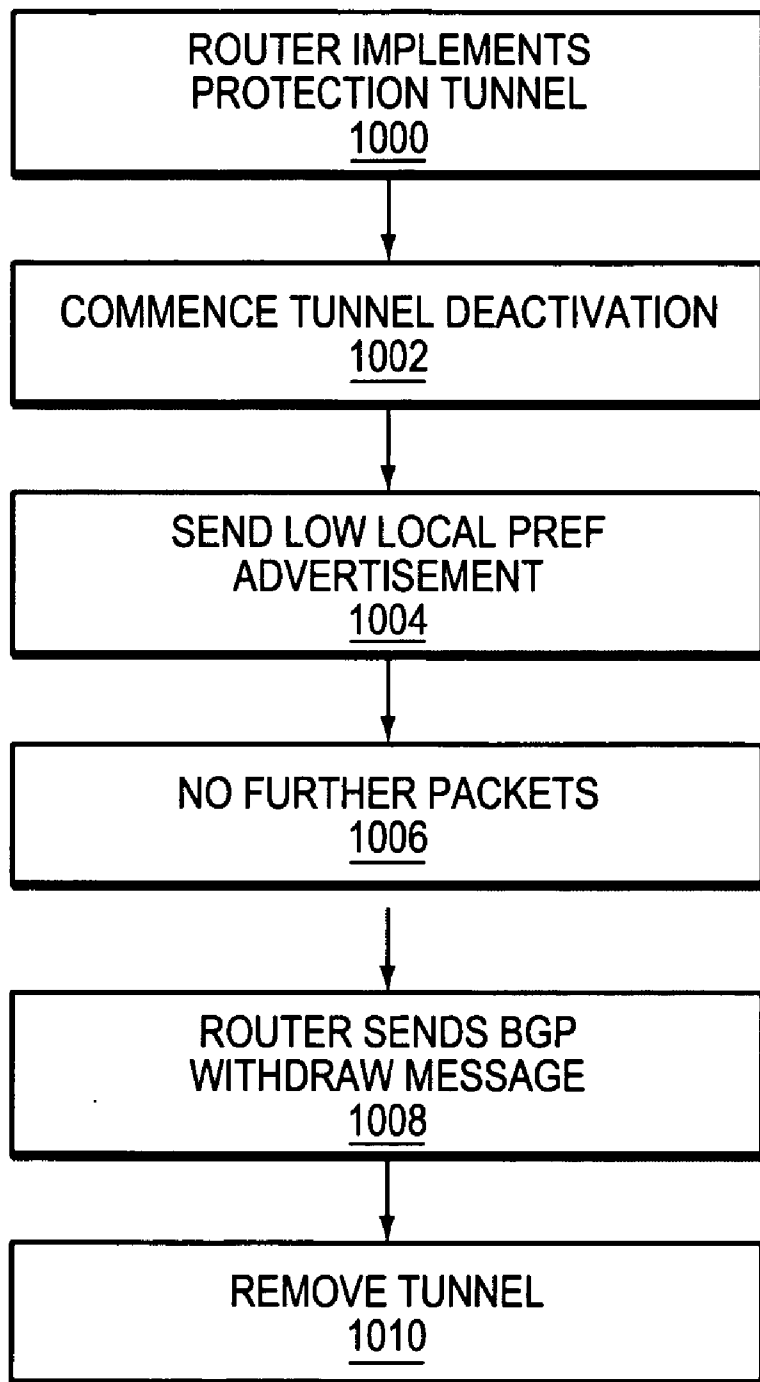 ROUTER IMPLEMENTS
PROTECTION TUNNEL
1000
COMMENCE TUNNEL DEACTIVATION
1002
SEND LOW LOCAL PREF
ADVERTISEMENT
1004
NO FURTHER PACKETS
1006
ROUTER SENDS BGP
WITHDRAW MESSAGE
1008
REMOVE TUNNEL
1010